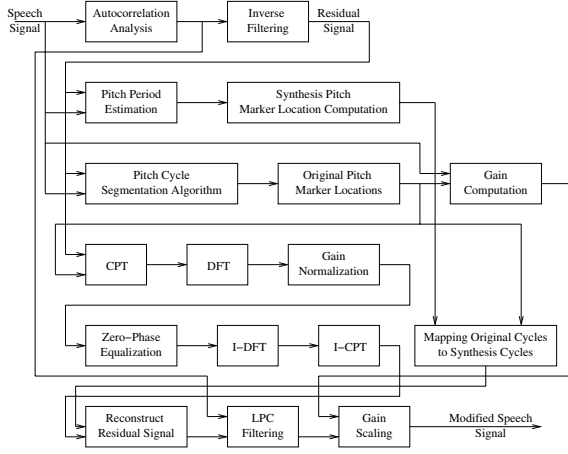 Speech
Signal
Autocorrelation
Analysis
Inverse
Filtering
Residual
Signal
Pitch Period
Estimation
Synthesis Pitch
Marker Location Computation
Pitch Cycle
Segmentation Algorithm
Original Pitch
Marker Locations
Gain
Computation
CPT
DFT
Gain
Normalization
Zero−Phase
Equalization
I−DFT
I−CPT
Mapping Original Cycles
to Synthesis Cycles
Reconstruct
Residual Signal
LPC
Filtering
Gain
Scaling
Modified Speech
Signal